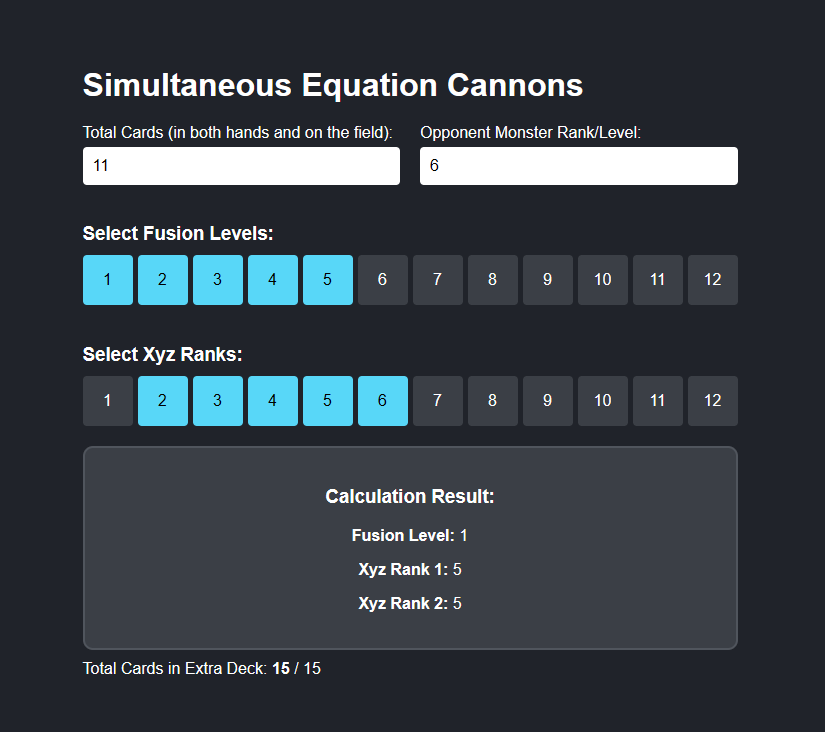 Simultaneous Equation Cannons
Total Cards (in both hands and on the field): Opponent Monster Rank/Level:
11 6
Select Fusion Levels:
1 2 3 4 5 6 7 8 9 10 11 12
Select Xyz Ranks:
1 2 3 4 5 6 7 8 9 10 11 12
Calculation Result:
Fusion Level: 1
Xyz Rank 1: 5
Xyz Rank 2: 5
Total Cards in Extra Deck: 15 / 15